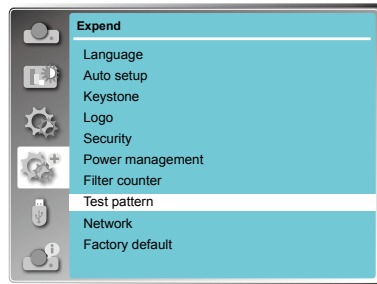 Expend
Language
Auto setup
Keystone
Logo
Security
Power management
Filter counter
Test pattern
Network
Factory default